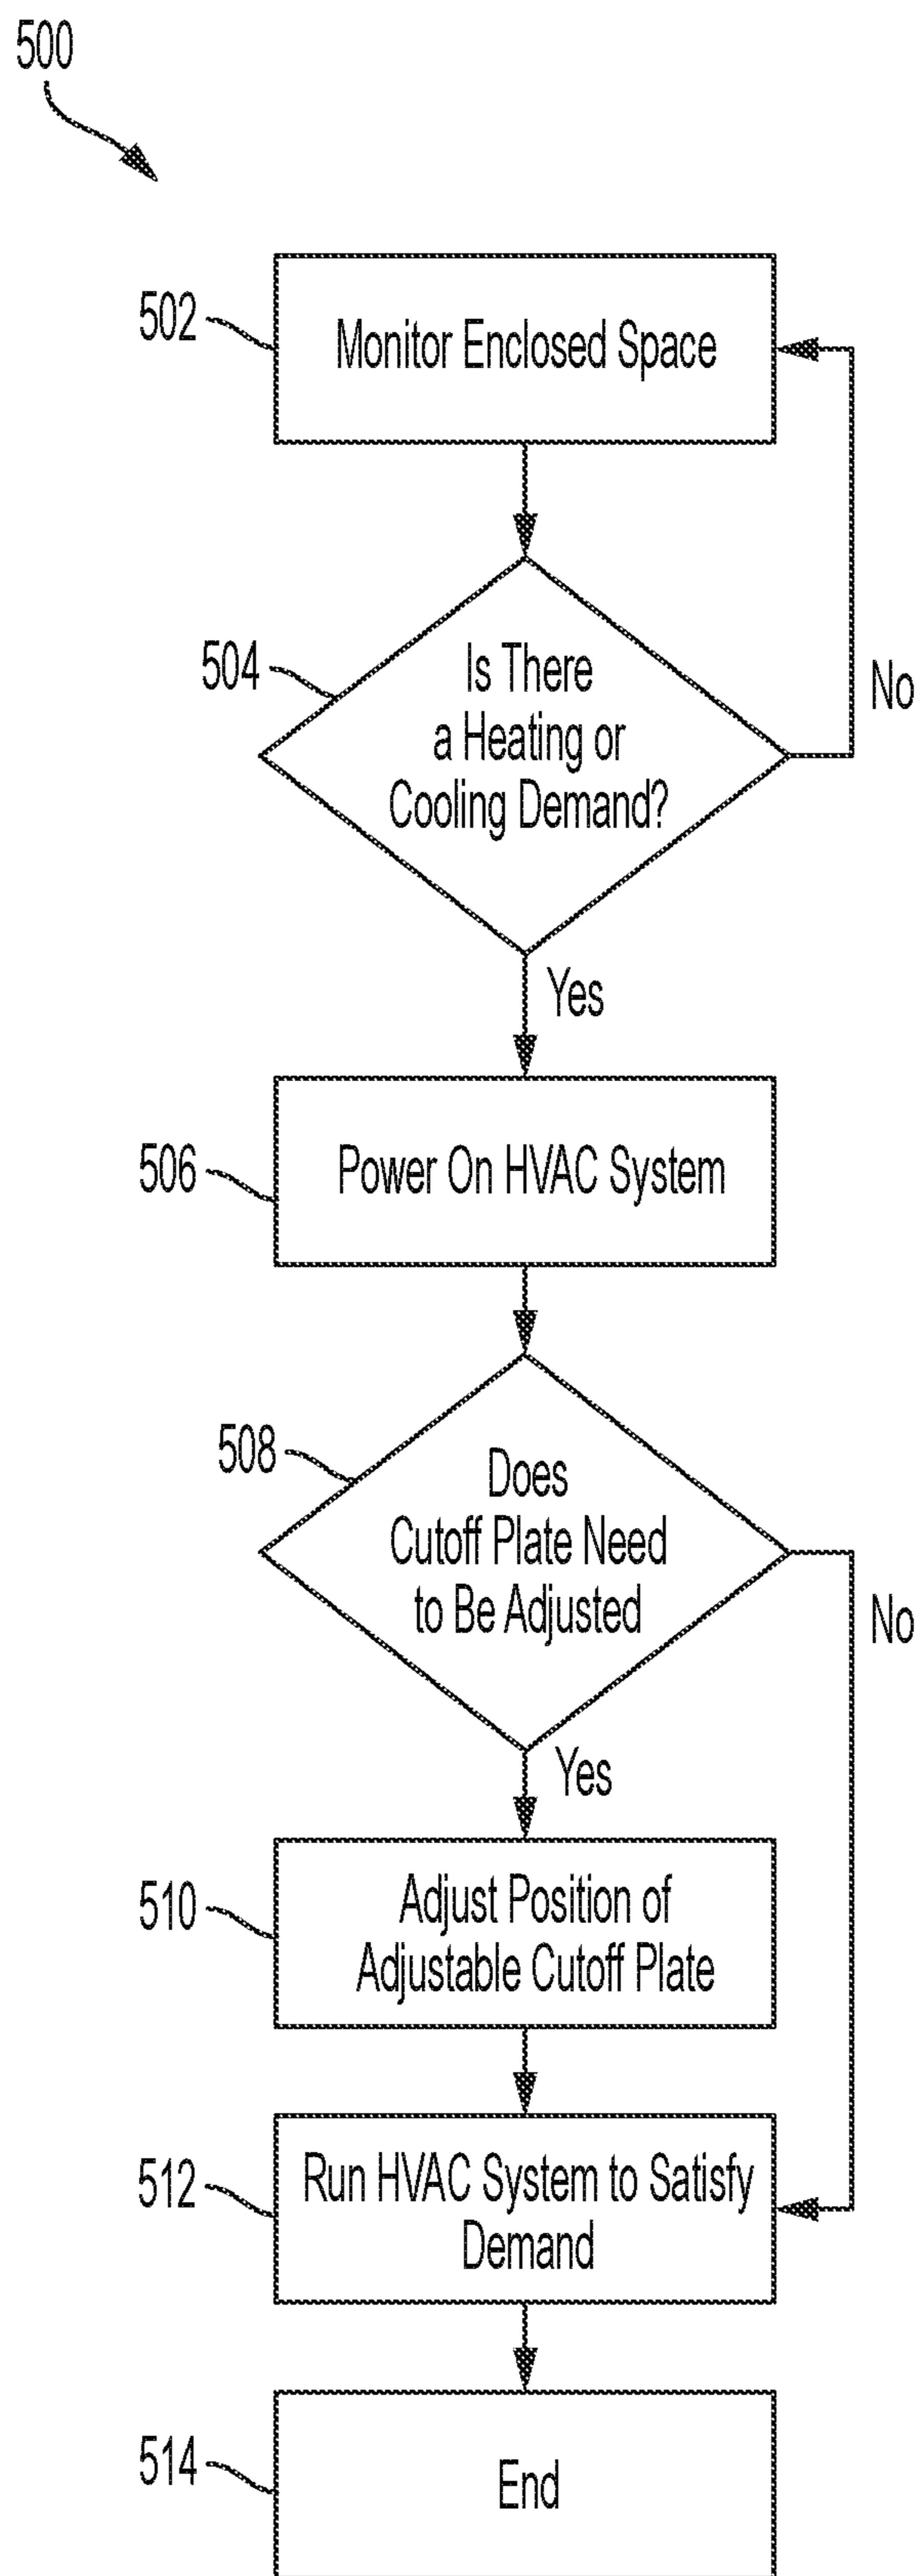 500
502
Monitor Enclosed Space
504
Is There
a Heating or
Cooling Demand?
No
Yes
506
Power On HVAC System
508
Does
Cutoff Plate Need
to Be Adjusted
No
Yes
510
Adjust Position of
Adjustable Cutoff Plate
512
Run HVAC System to Satisfy
Demand
514
End